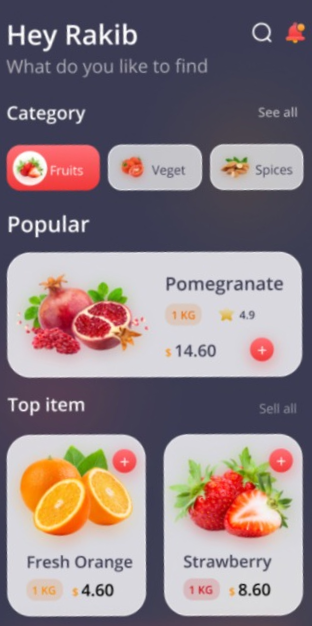 Hey Rakib
What do you like to find
Category
See all
Fruits
Veget
Spices
Popular
Pomegranate
1 KG
4.9
$ 14.60
+
Top item
Sell all
+
+
Fresh Orange
Strawberry
1 KG $ 4.60
1 KG $ 8.60